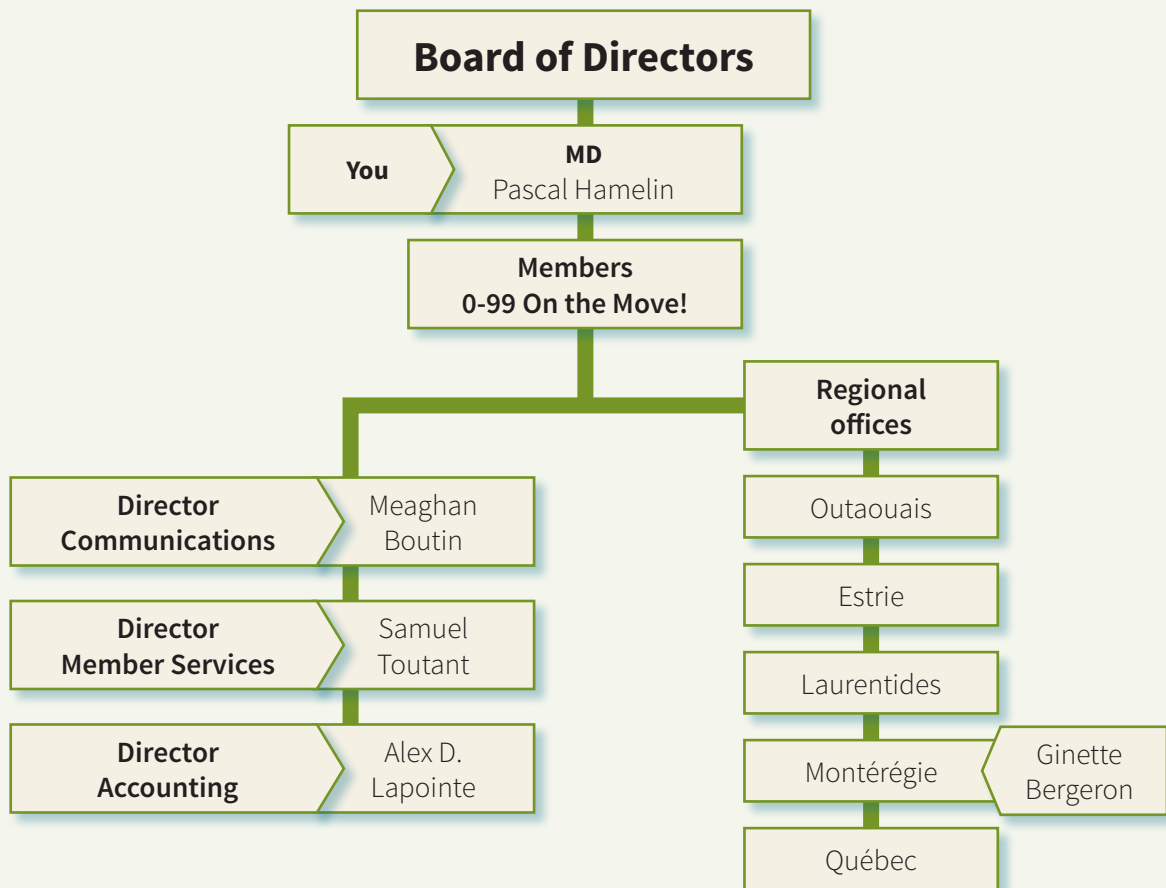 Board of Directors
You
MD
Pascal Hamelin
Members
0-99 On the Move!
Regional
offices
Director
Communications
Meaghan
Boutin
Director
Member Services
Samuel
Toutant
Director
Accounting
Alex D.
Lapointe
Outaouais
Estrie
Laurentides
Montérégie
Ginette
Bergeron
Québec